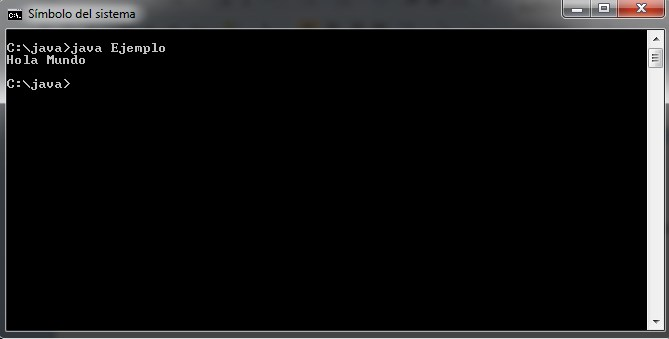 Símbolo del sistema
C:\java>java Ejemplo
Hola Mundo
C:\java>